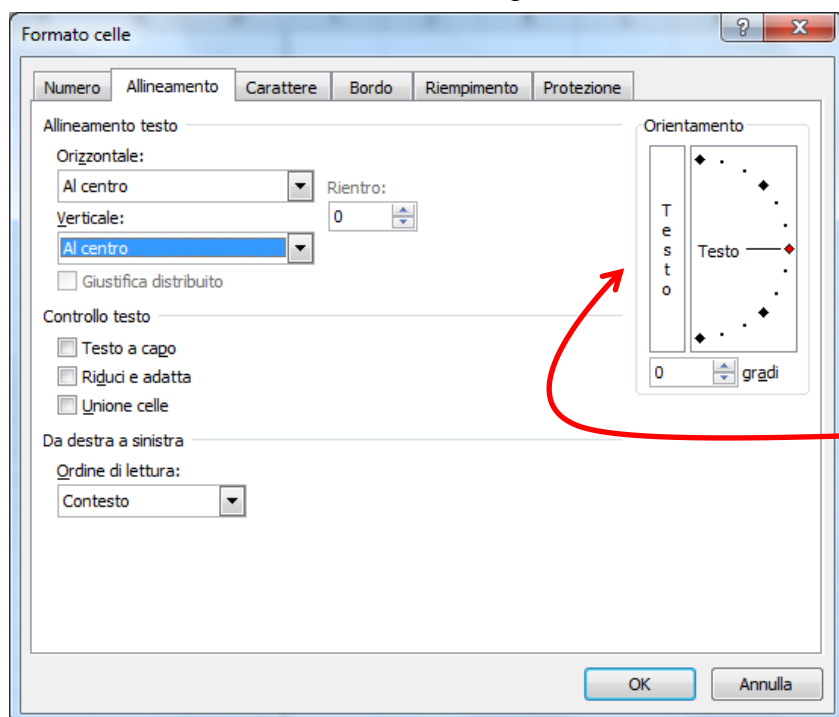 Formato celle
Numero Allineamento Carattere Bordo Riempimento Protezione
Allineamento testo
Orizzontale:
Al centro
Rientro:
0
Verticale:
Al centro
Giustifica distribuito
Controllo testo
Testo a capo
Riduci e adatta
Unione celle
Da destra a sinistra
Ordine di lettura:
Contesto
Orientamento
Testo
Testo
0 gradi
OK Annulla